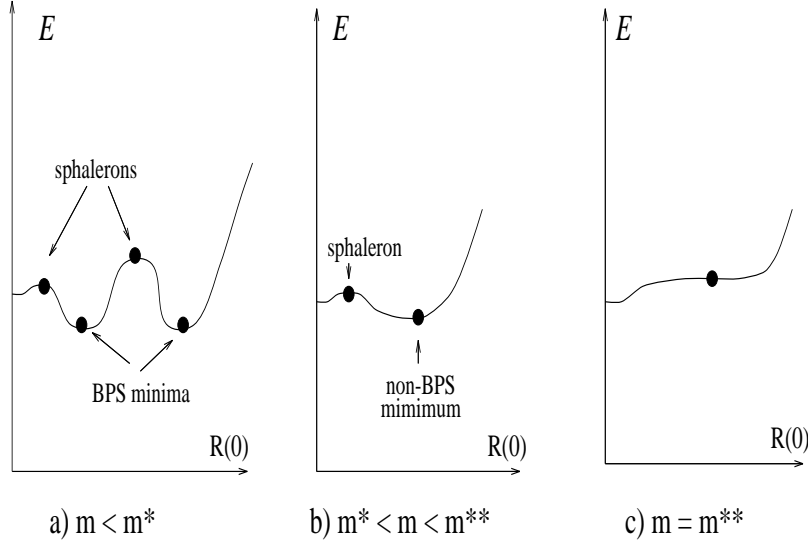 E
sphalerons
BPS minima
R(0)
a) m < m*
E
sphaleron
non-BPS
mimimum
R(0)
b) m* < m < m**
E
R(0)
c) m = m**